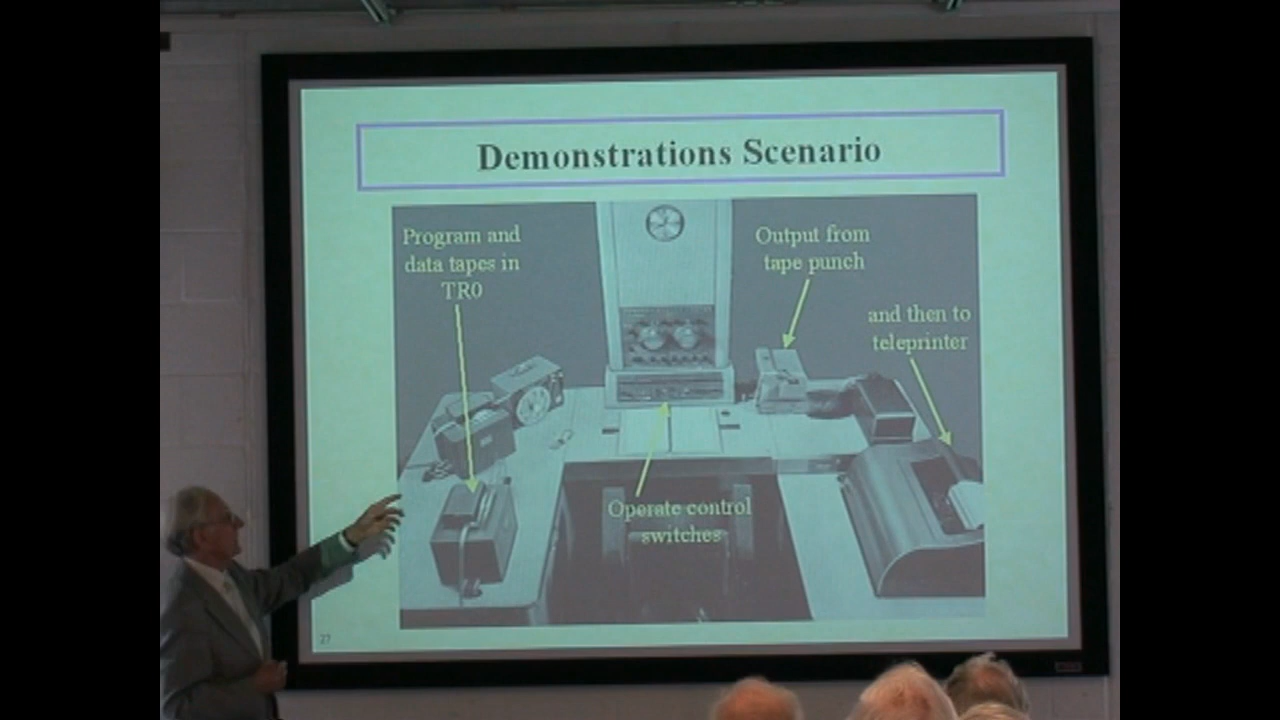 Demonstrations Scenario
Program and
data tapes in
TR0
Output from
tape punch
and then to
teleprinter
Operate control
switches
27